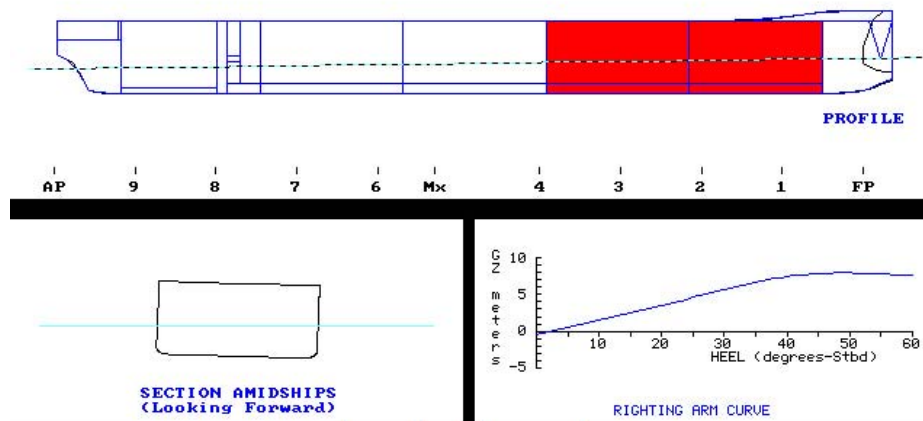 PROFILE
AP 9 8 7 6 Mx 4 3 2 1 FP
SECTION AMIDSHIPS
(Looking Forward)
GZ meters
10
5
0
-5
10 20 30 40 50 60
HEEL (degrees-Stbd)
RIGHTING ARM CURVE